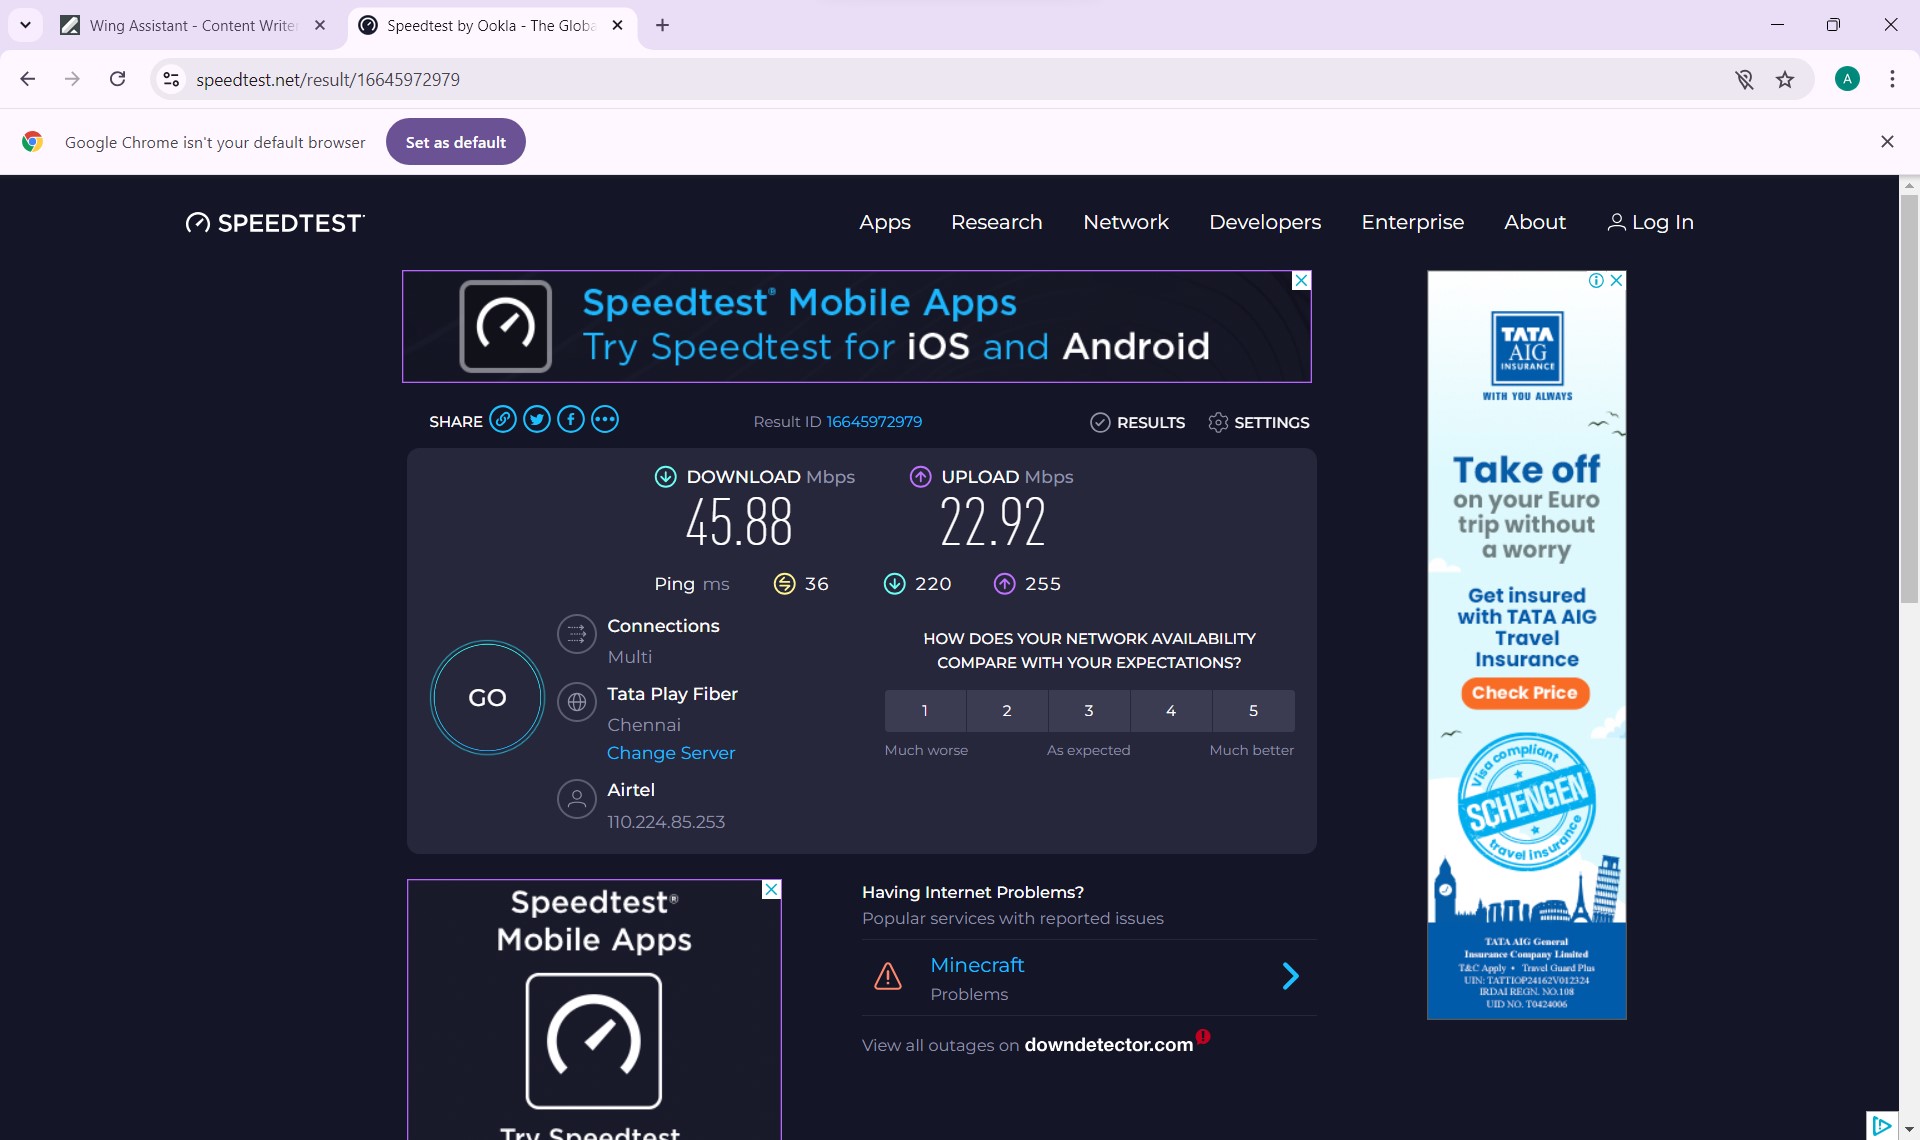 Wing Assistant - Content Writer
Speedtest by Ookla - The Globa
speedtest.net/result/16645972979
A
Google Chrome isn't your default browser
Set as default
SPEEDTEST
Apps
Research
Network
Developers
Enterprise
About
Log In
Speedtest® Mobile Apps
Try Speedtest for iOS and Android
SHARE
Result ID 16645972979
RESULTS
SETTINGS
DOWNLOAD Mbps
45.88
UPLOAD Mbps
22.92
Ping ms
36
220
255
GO
Connections
Multi
Tata Play Fiber
Chennai
Change Server
Airtel
110.224.85.253
HOW DOES YOUR NETWORK AVAILABILITY
COMPARE WITH YOUR EXPECTATIONS?
1 2 3 4 5
Much worse As expected Much better
Speedtest®
Mobile Apps
Try Speedtest
Having Internet Problems?
Popular services with reported issues
Minecraft
Problems
View all outages on downdetector.com
TATA
AIG
INSURANCE
WITH YOU ALWAYS
Take off
on your Euro
trip without
a worry
Get insured
with TATA AIG
Travel
Insurance
Check Price
Visa compliant
SCHENGEN
travel insurance
TATA AIG General
Insurance Company Limited
T&C Apply • Travel Guard Plus
UIN: TATTIOP24162V012324
IRDAI REGN. NO.108
UID NO. T0424006